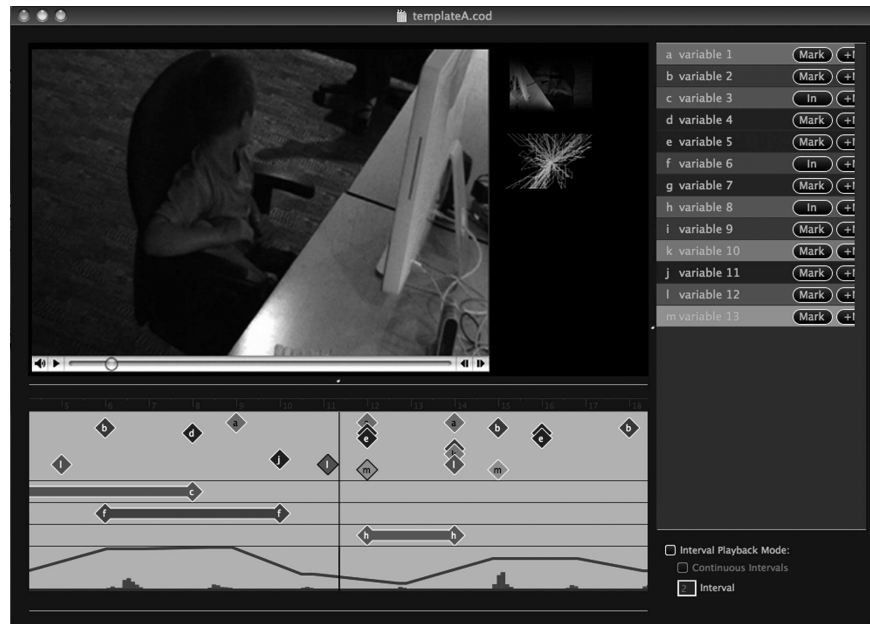 templateA.cod
a variable 1 Mark
b variable 2 Mark
c variable 3 In
d variable 4 Mark
e variable 5 Mark
f variable 6 In
g variable 7 Mark
h variable 8 In
i variable 9 Mark
k variable 10 Mark
j variable 11 Mark
l variable 12 Mark
m variable 13 Mark
5 6 7 8 9 10 11 12 13 14 15 16 17 18
b d a a e a b e b
l j l m l m
c
f f
h h
Interval Playback Mode:
Continuous Intervals
2 Interval